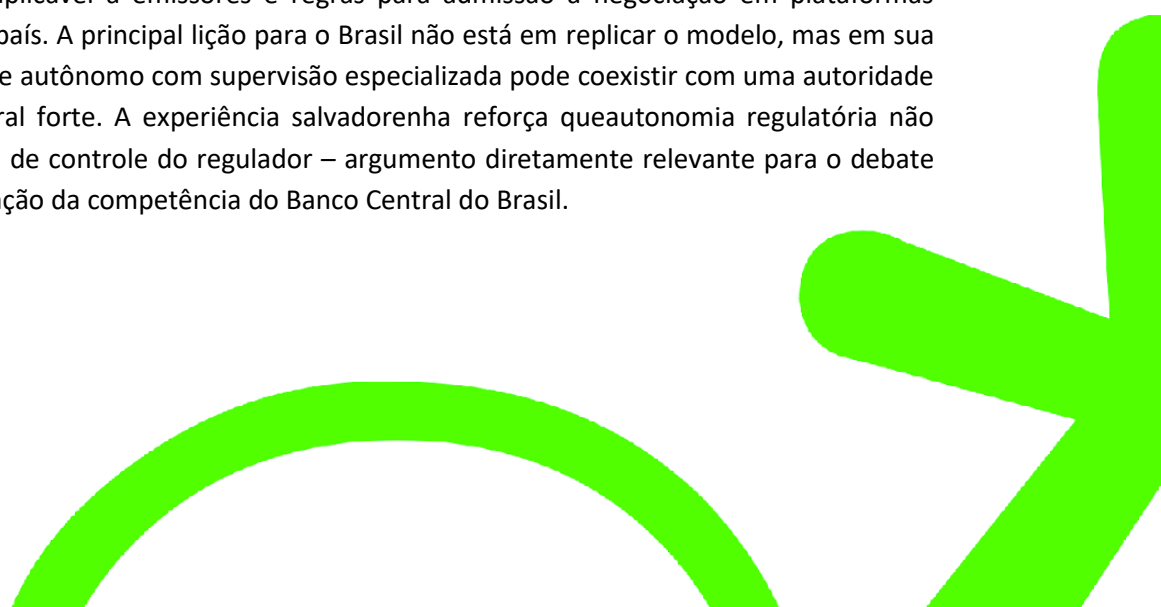 aplicável a emissores e regras para admissão à negociação em plataformas
país. A principal lição para o Brasil não está em replicar o modelo, mas em sua
e autônomo com supervisão especializada pode coexistir com uma autoridade
ral forte. A experiência salvadorenha reforça queautonomia regulatória não
de controle do regulador – argumento diretamente relevante para o debate
ação da competência do Banco Central do Brasil.